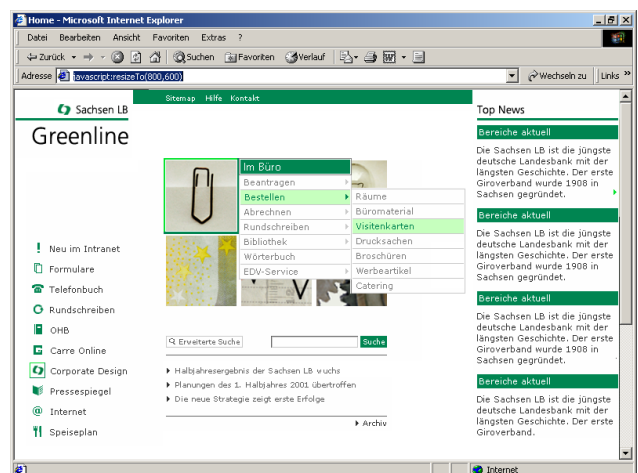 Home - Microsoft Internet Explorer
Datei Bearbeiten Ansicht Favoriten Extras ?
Zurück Suchen Favoriten Verlauf
Adresse javascript:resizeTo(800,600) Wechseln zu Links »
Sachsen LB
Greenline
Sitemap Hilfe Kontakt
Im Büro
Beantragen
Bestellen
Abrechnen
Rundschreiben
Bibliothek
Wörterbuch
EDV-Service
Räume
Büromaterial
Visitenkarten
Drucksachen
Broschüren
Werbeartikel
Catering
Neu im Intranet
Formulare
Telefonbuch
Rundschreiben
OHB
Carre Online
Corporate Design
Pressespiegel
Internet
Speiseplan
Erweiterte Suche Suche
Halbjahresergebnis der Sachsen LB wuchs
Planungen des 1. Halbjahres 2001 übertroffen
Die neue Strategie zeigt erste Erfolge
Archiv
Top News
Bereiche aktuell
Die Sachsen LB ist die jüngste
deutsche Landesbank mit der
längsten Geschichte. Der erste
Giroverband wurde 1908 in
Sachsen gegründet.
Bereiche aktuell
Die Sachsen LB ist die jüngste
deutsche Landesbank mit der
längsten Geschichte. Der erste
Giroverband wurde 1908 in
Sachsen gegründet.
Bereiche aktuell
Die Sachsen LB ist die jüngste
deutsche Landesbank mit der
längsten Geschichte. Der erste
Giroverband wurde 1908 in
Sachsen gegründet.
Bereiche aktuell
Die Sachsen LB ist die jüngste
deutsche Landesbank mit der
längsten Geschichte. Der erste
Giroverband.
Internet